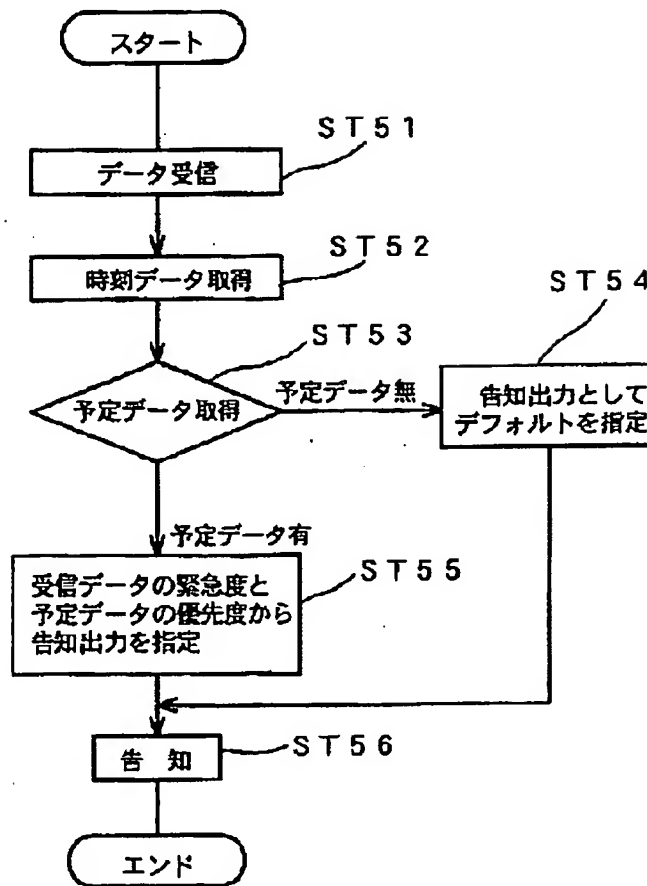 スタート
ST51
データ受信
ST52
時刻データ取得
ST53
予定データ取得
予定データ無
ST54
告知出力として
デフォルトを指定
予定データ有
ST55
受信データの緊急度と
予定データの優先度から
告知出力を指定
ST56
告 知
エンド